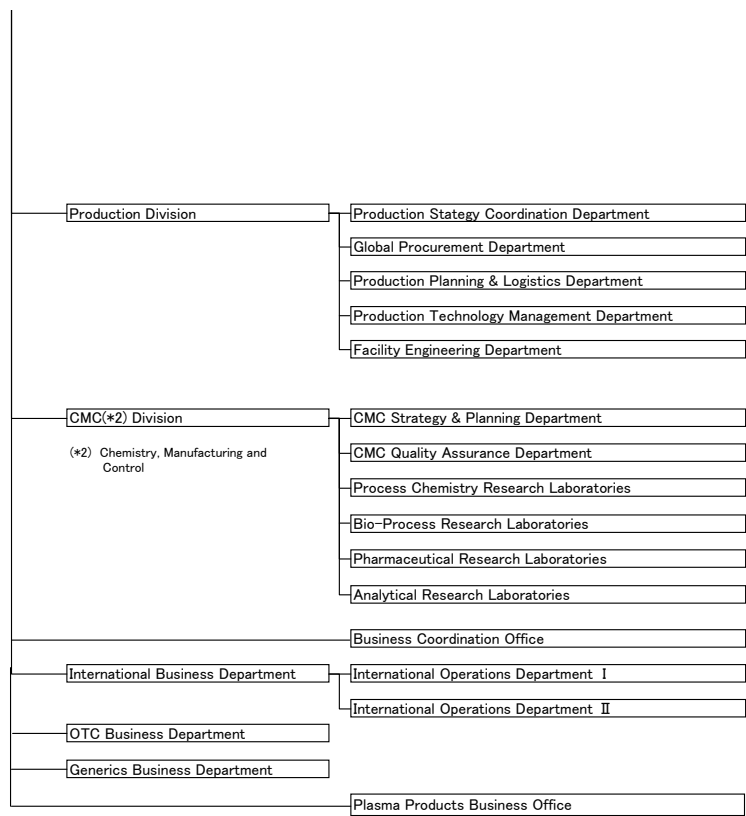 Production Division
Production Stategy Coordination Department
Global Procurement Department
Production Planning & Logistics Department
Production Technology Management Department
Facility Engineering Department
CMC(*2) Division
(*2) Chemistry, Manufacturing and
Control
CMC Strategy & Planning Department
CMC Quality Assurance Department
Process Chemistry Research Laboratories
Bio-Process Research Laboratories
Pharmaceutical Research Laboratories
Analytical Research Laboratories
Business Coordination Office
International Business Department
International Operations Department Ⅰ
International Operations Department Ⅱ
OTC Business Department
Generics Business Department
Plasma Products Business Office